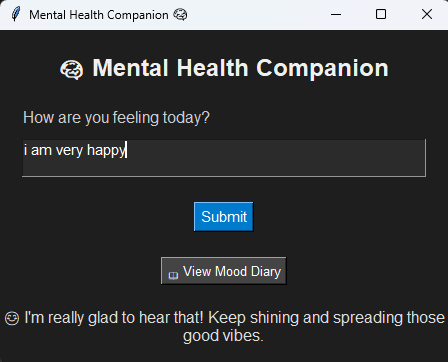 Mental Health Companion 🧠
🧠 Mental Health Companion
How are you feeling today?
i am very happy
Submit
📖 View Mood Diary
😊 I'm really glad to hear that! Keep shining and spreading those
good vibes.